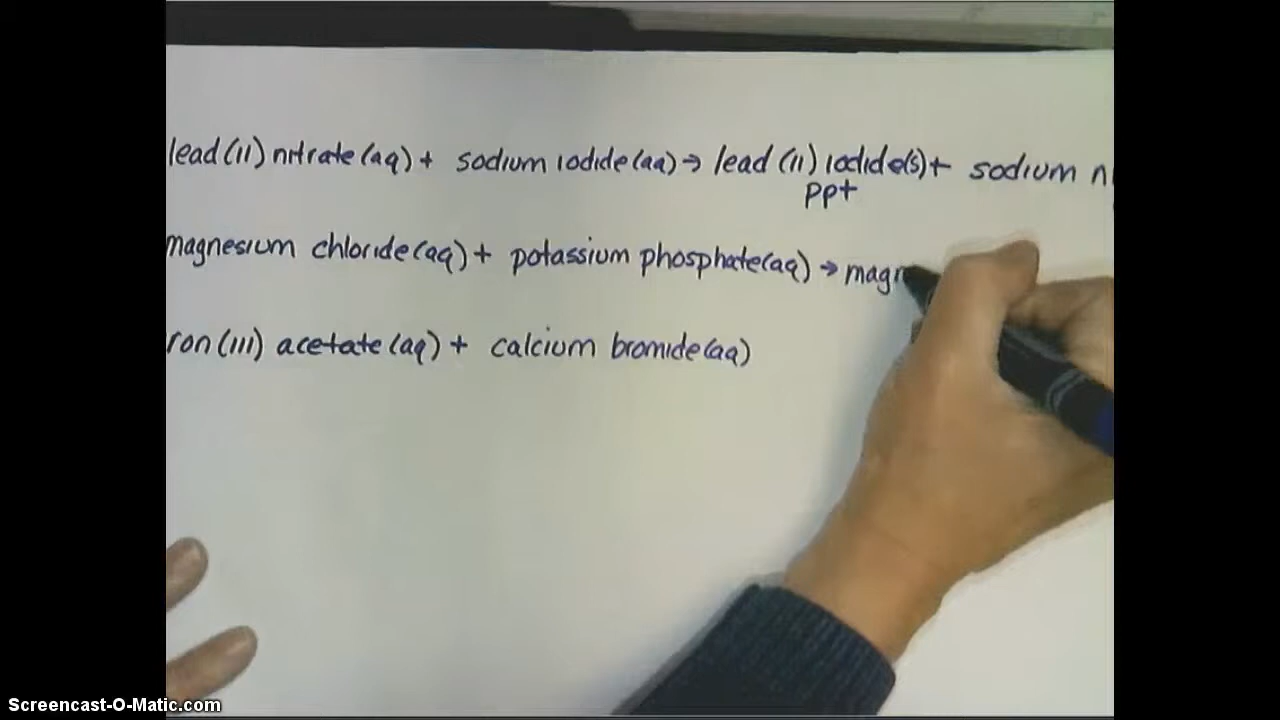 lead (II) nitrate (aq) + sodium iodide (aq) → lead (II) iodide(s) + sodium n
ppt
magnesium chloride (aq) + potassium phosphate (aq) → magn
ron (III) acetate (aq) + calcium bromide (aq)
Screencast-O-Matic.com